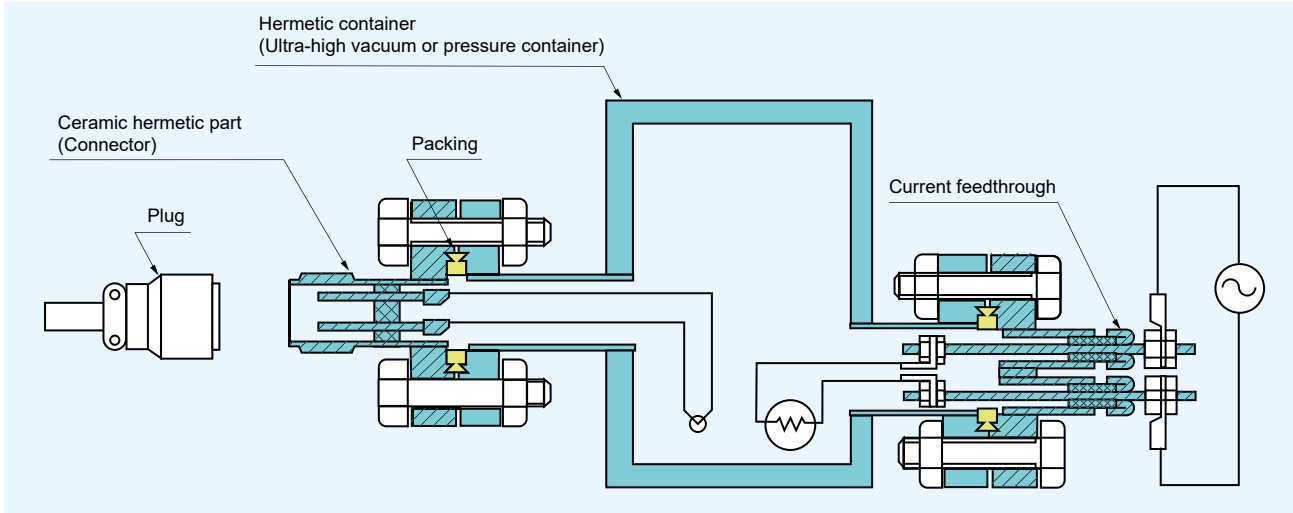 Hermetic container
(Ultra-high vacuum or pressure container)
Ceramic hermetic part
(Connector)
Packing
Plug
Current feedthrough